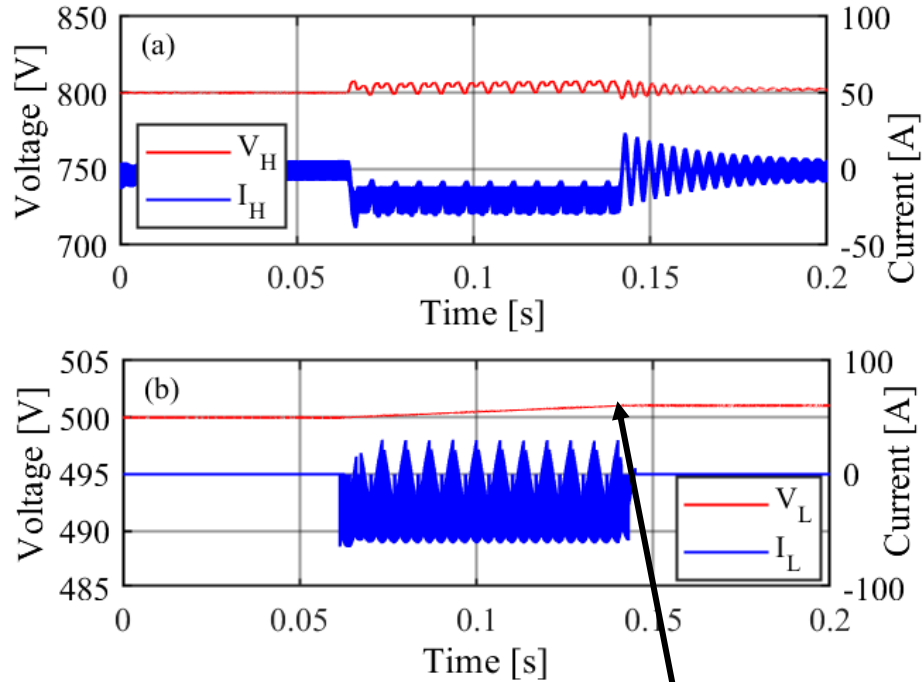 850
100
(a)
800
50
V_H
I_H
750
0
700
-50
0
0.05
0.1
0.15
0.2
Voltage [V]
Current [A]
Time [s]
505
100
(b)
500
495
0
V_L
I_L
490
485
-100
0
0.05
0.1
0.15
0.2
Voltage [V]
Current [A]
Time [s]